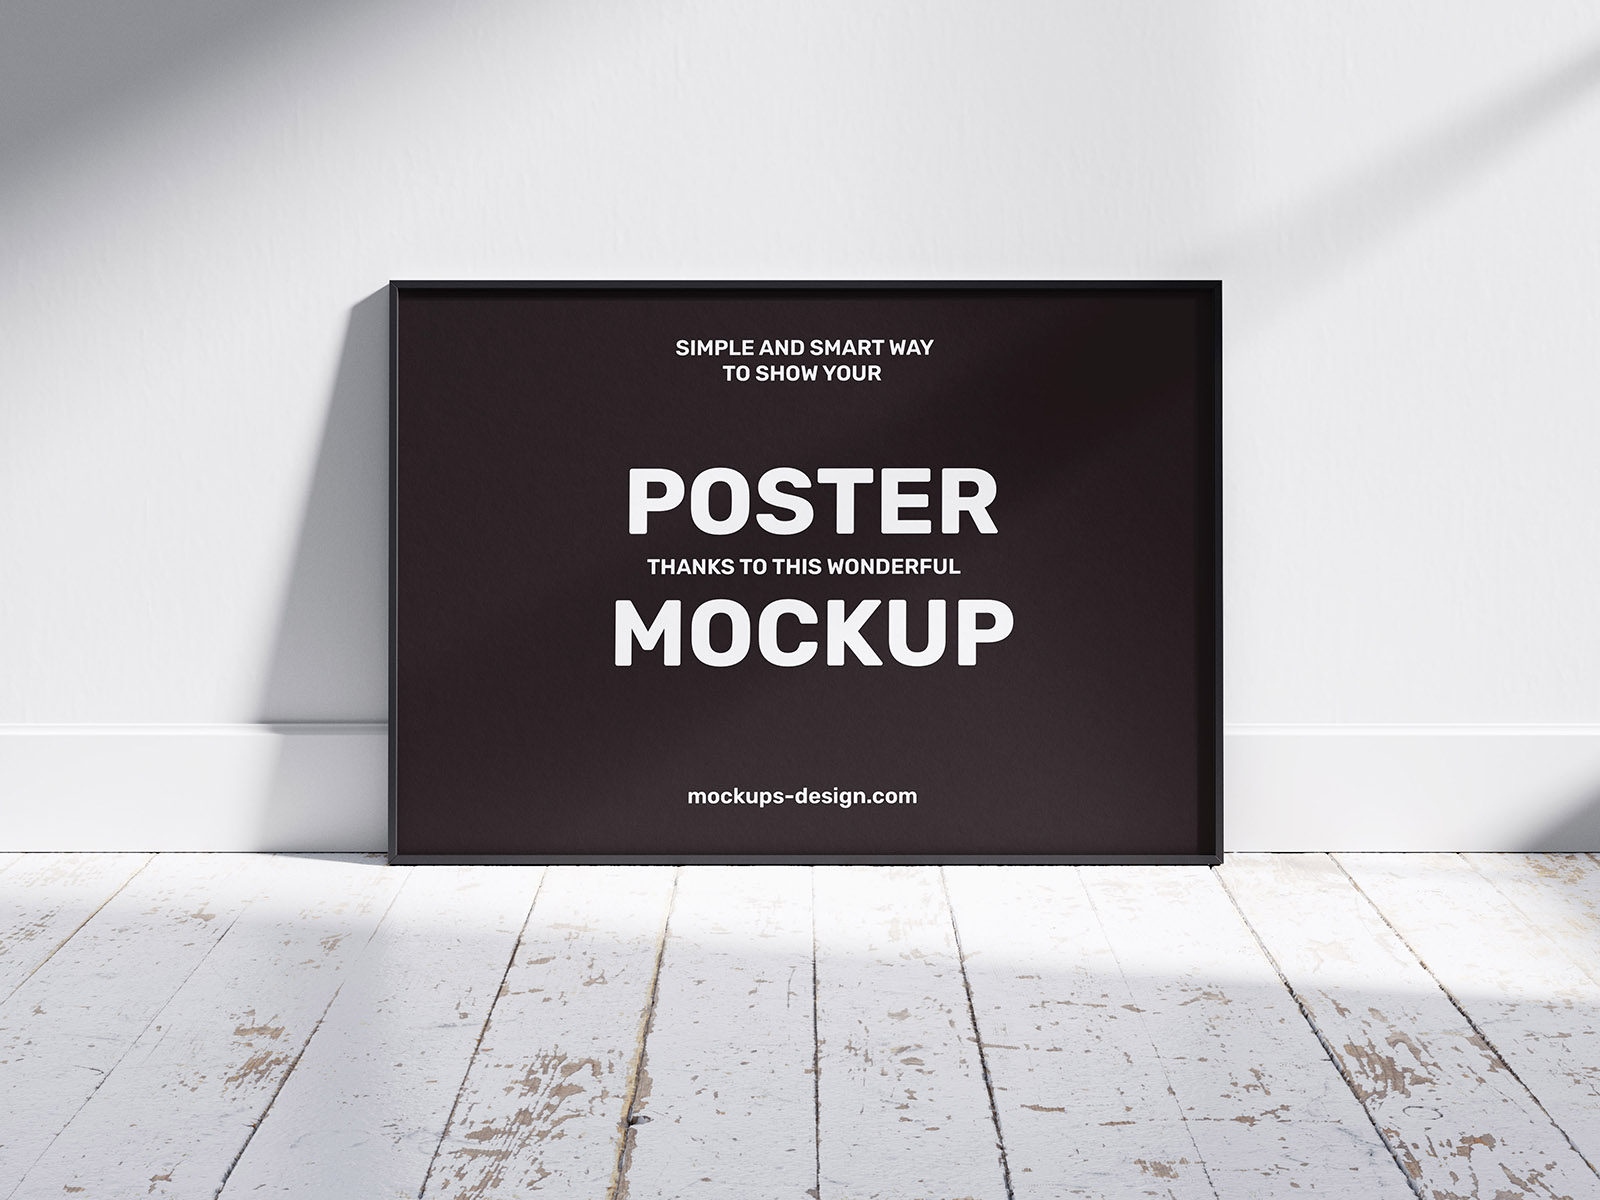 SIMPLE AND SMART WAY
TO SHOW YOUR
POSTER
THANKS TO THIS WONDERFUL
MOCKUP
mockups-design.com